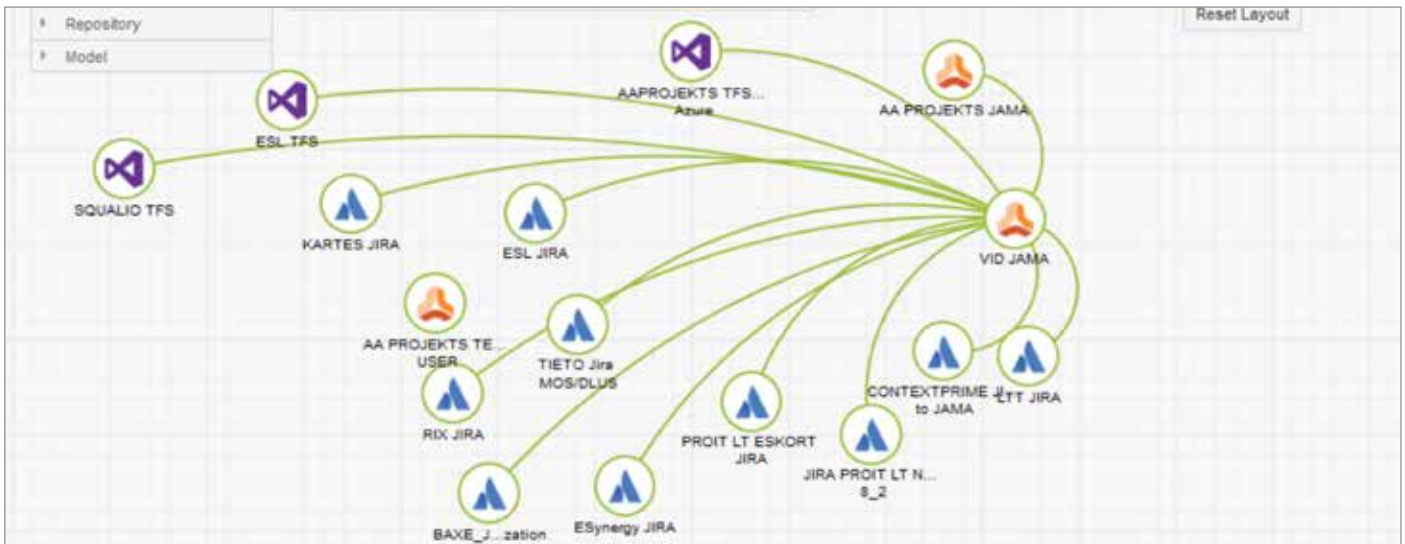 Repository
Model
Reset Layout
AAPROJEKTS TFS...
Azure
AA PROJEKTS JAMA
ESL TFS
SQUALIO TFS
KARTES JIRA
ESL JIRA
VID JAMA
AA PROJEKTS TE...
USER
TIETO Jira
MOS/DLUS
RIX JIRA
CONTEXTPRIME
to JAMA
LTT JIRA
PROIT LT ESKORT
JIRA
JIRA PROIT LT N...
8_2
BAXE_J...zation
ESynergy JIRA